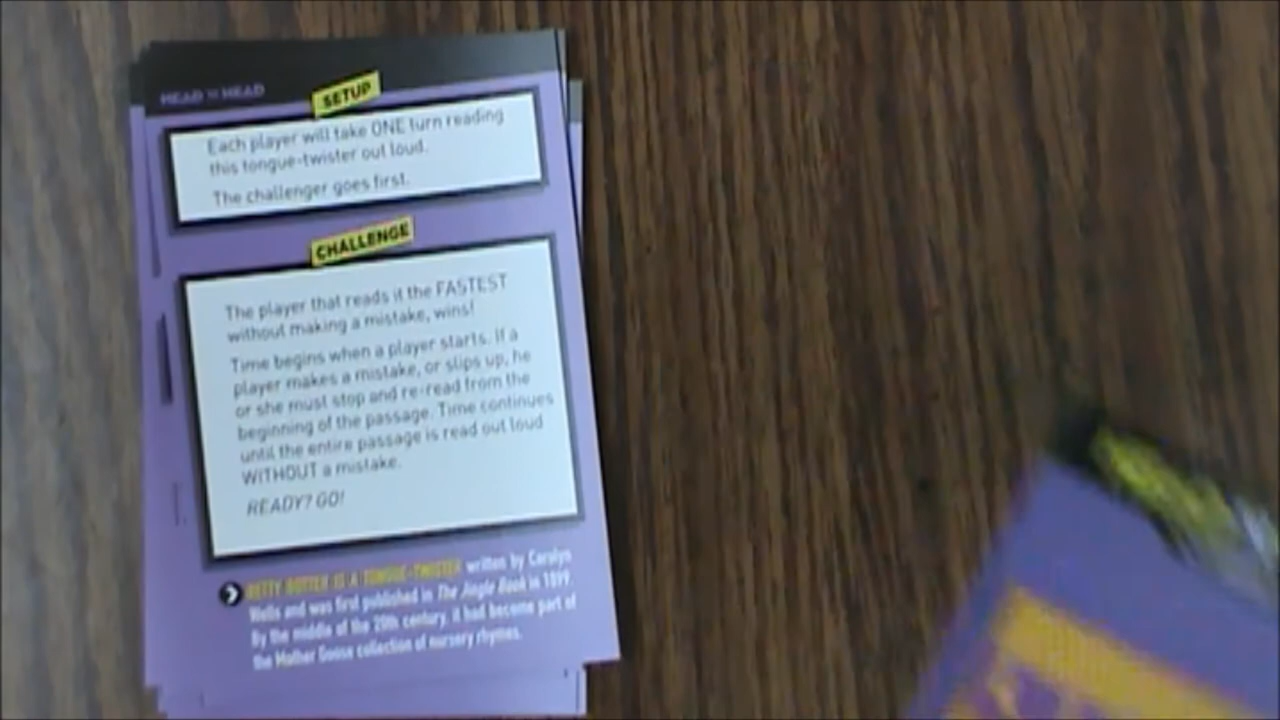 HEAD TO HEAD
SETUP
Each player will take ONE turn reading
this tongue-twister out loud.
The challenger goes first.
CHALLENGE
The player that reads it the FASTEST
without making a mistake, wins!
Time begins when a player starts. If a
player makes a mistake, or slips up, he
or she must stop and re-read from the
beginning of the passage. Time continues
until the entire passage is read out loud
WITHOUT a mistake.
READY? GO!
BETTY BOTTER IS A TONGUE-TWISTER written by Carolyn
Wells and was first published in The Jingle Book in 1899.
By the middle of the 20th century, it had become part of
the Mother Goose collection of nursery rhymes.